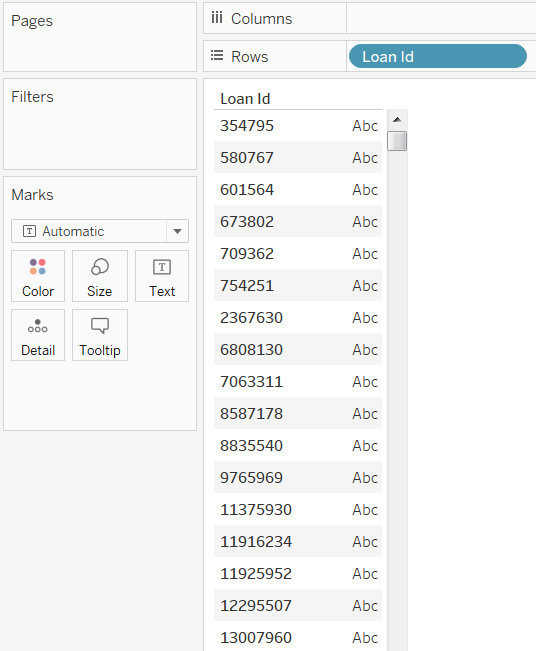 Pages
Columns
Rows
Loan Id
Filters
Marks
T Automatic
Color
Size
T
Text
Detail
Tooltip
Loan Id
354795 Abc
580767 Abc
601564 Abc
673802 Abc
709362 Abc
754251 Abc
2367630 Abc
6808130 Abc
7063311 Abc
8587178 Abc
8835540 Abc
9765969 Abc
11375930 Abc
11916234 Abc
11925952 Abc
12295507 Abc
13007960 Abc